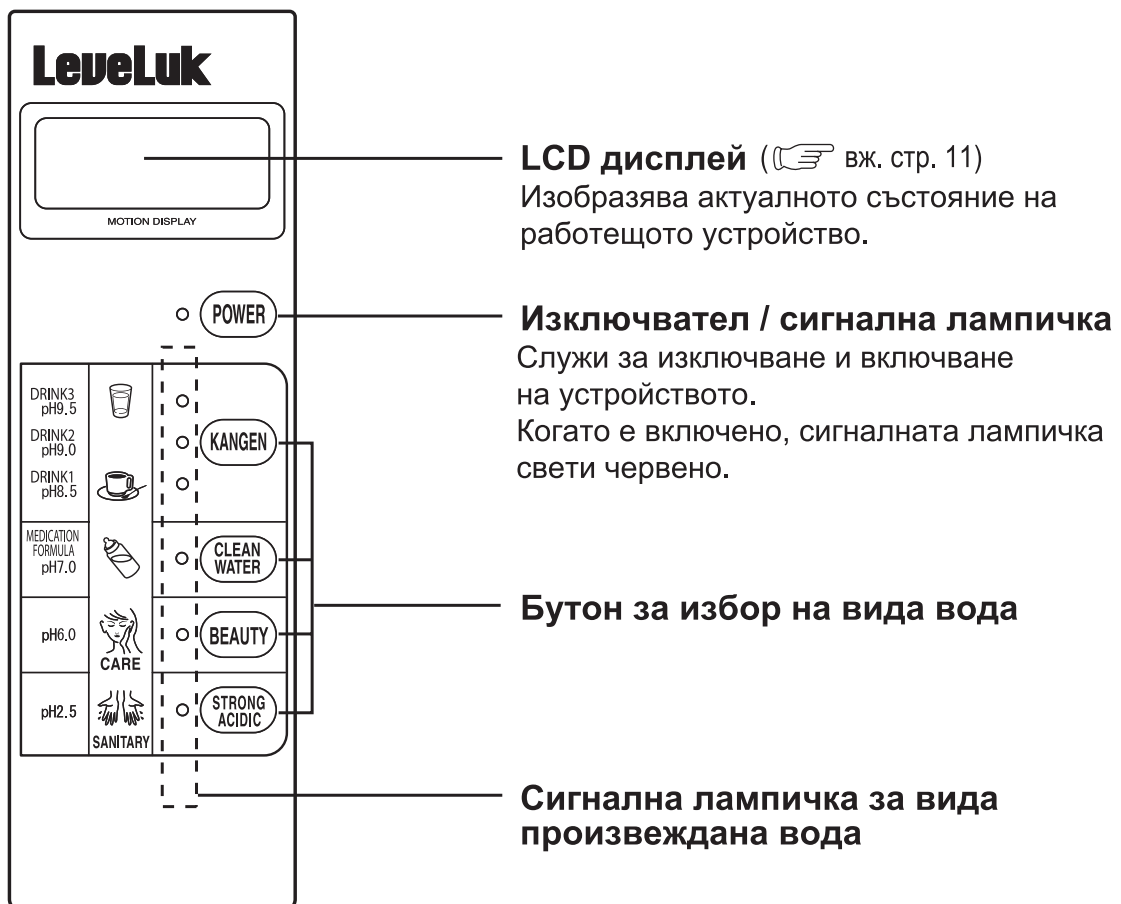 LeveLuk
MOTION DISPLAY
LCD дисплей (вж. стр. 11)
Изобразява актуалното състояние на
работещото устройство.
POWER
Изключвател / сигнална лампичка
Служи за изключване и включване
на устройството.
Когато е включено, сигналната лампичка
свети червено.
DRINK3
pH9.5
DRINK2
pH9.0
DRINK1
pH8.5
KANGEN
MEDICATION
FORMULA
pH7.0
CLEAN
WATER
Бутон за избор на вида вода
pH6.0
CARE
BEAUTY
pH2.5
SANITARY
STRONG
ACIDIC
Сигнална лампичка за вида
произвеждана вода